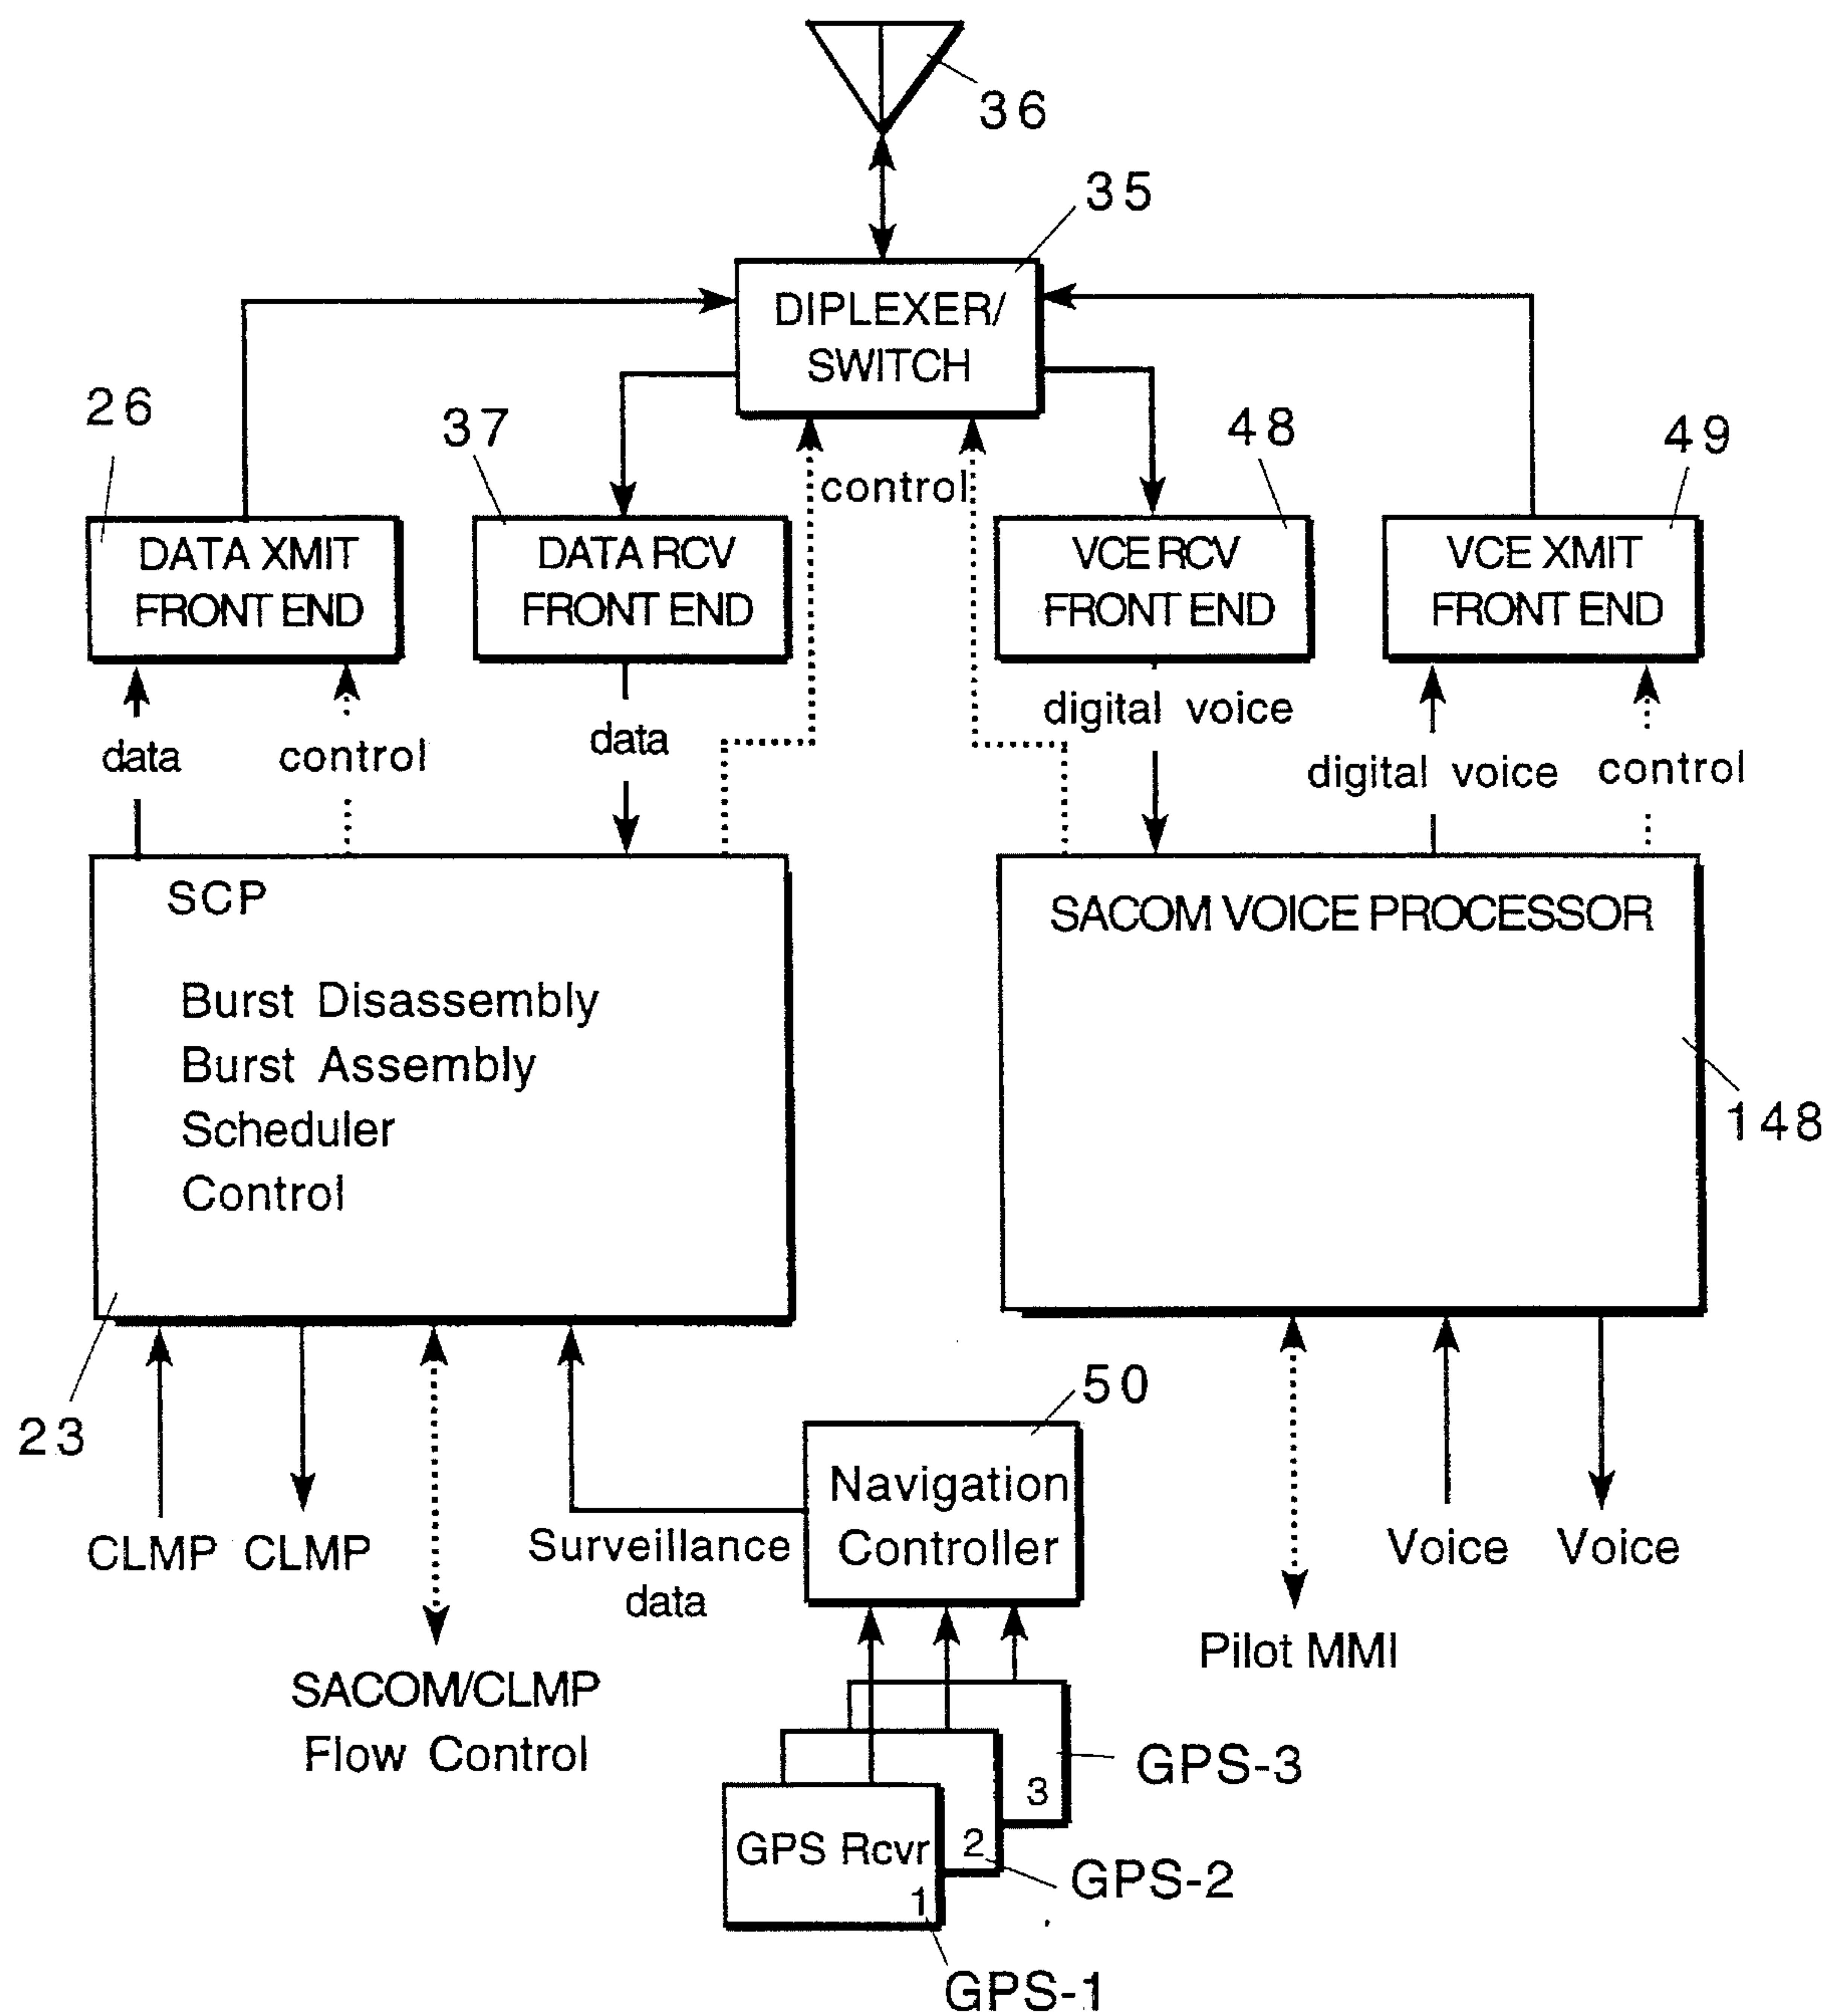 36
35
DIPLEXER/
SWITCH
26
37
48
49
control
DATA XMIT
FRONT END
DATA RCV
FRONT END
VCE RCV
FRONT END
VCE XMIT
FRONT END
data
control
data
digital voice
digital voice
control
SCP
Burst Disassembly
Burst Assembly
Scheduler
Control
SACOM VOICE PROCESSOR
148
23
50
CLMP
CLMP
SACOM/CLMP
Flow Control
Surveillance
data
Navigation
Controller
Pilot MMI
Voice
Voice
3
GPS-3
2
GPS-2
GPS Rcvr
1
GPS-1